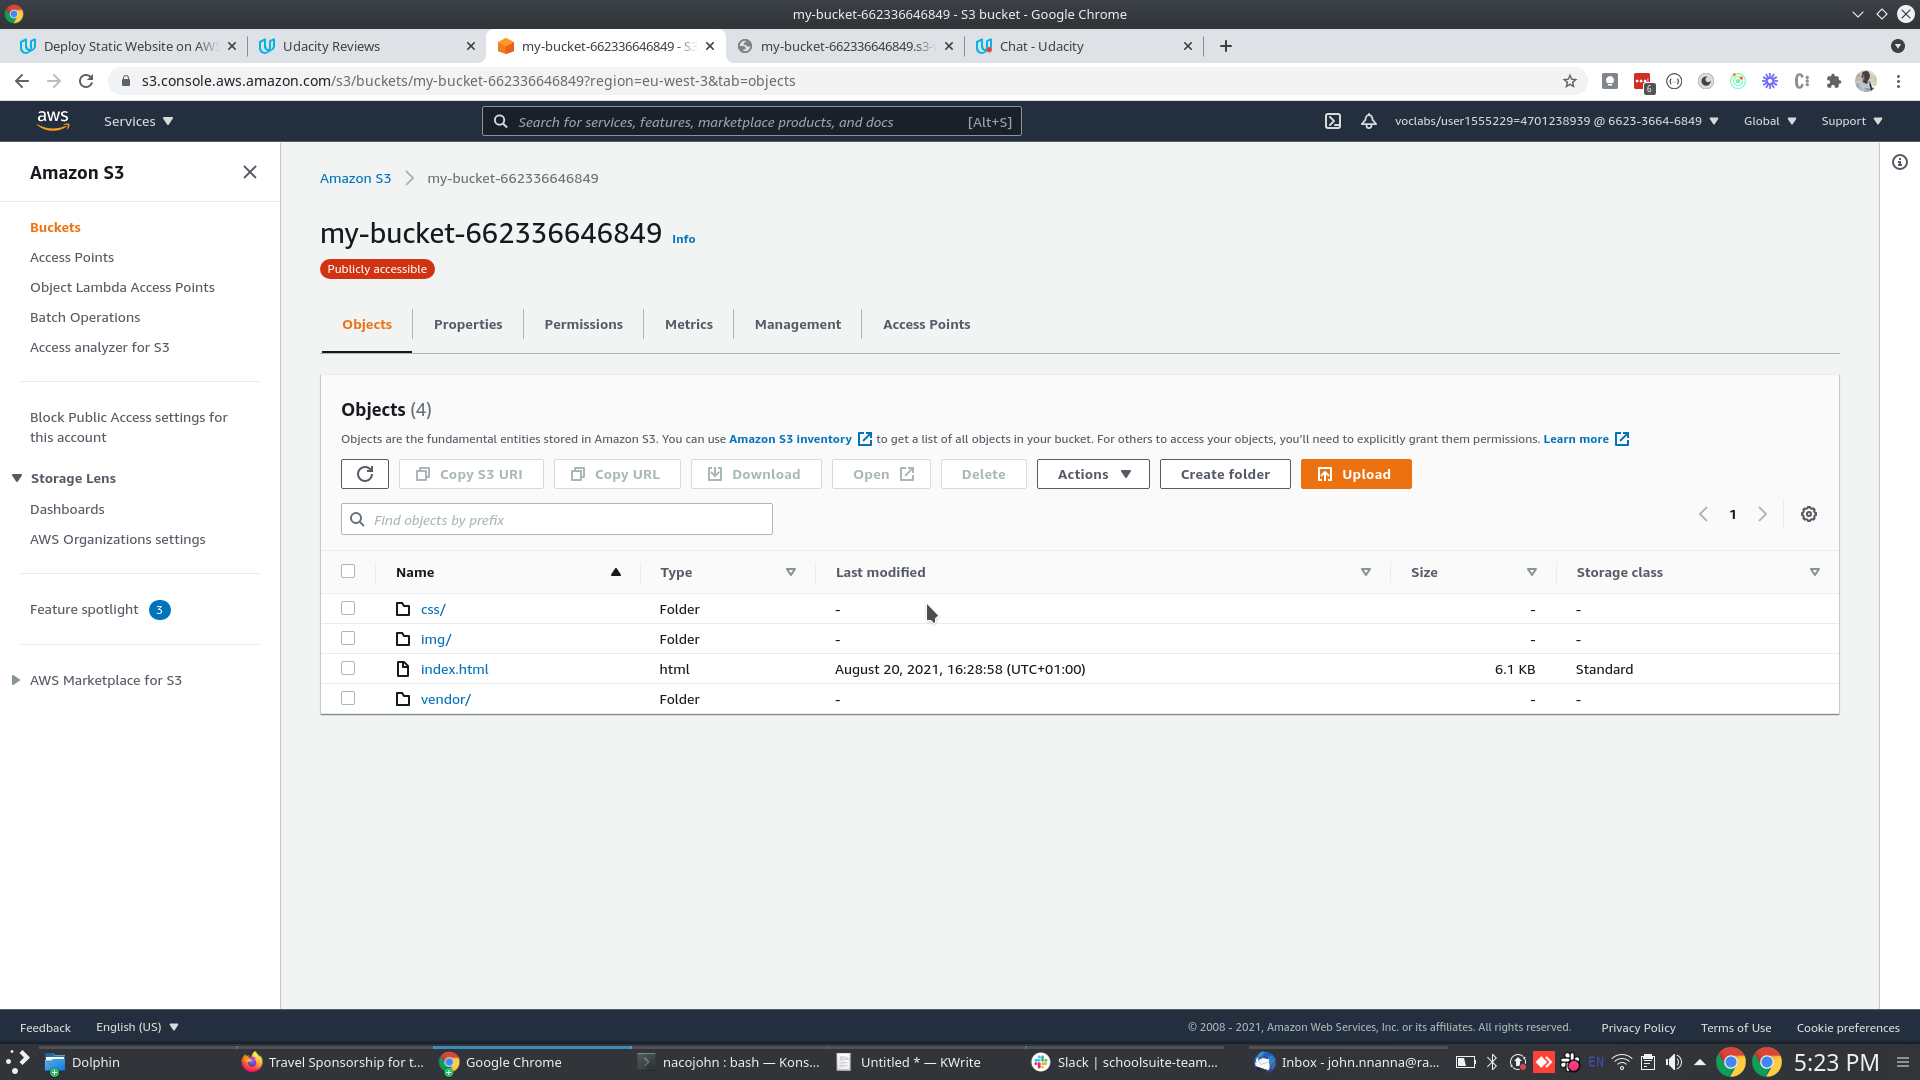 my-bucket-662336646849 - S3 bucket - Google Chrome
Deploy Static Website on AWS
Udacity Reviews
my-bucket-662336646849 - S3
my-bucket-662336646849.s3-
Chat - Udacity
s3.console.aws.amazon.com/s3/buckets/my-bucket-662336646849?region=eu-west-3&tab=objects
6
aws
Services
Search for services, features, marketplace products, and docs
[Alt+S]
voclabs/user1555229=4701238939 @ 6623-3664-6849
Global
Support
Amazon S3
Buckets
Access Points
Object Lambda Access Points
Batch Operations
Access analyzer for S3
Block Public Access settings for
this account
Storage Lens
Dashboards
AWS Organizations settings
Feature spotlight 3
AWS Marketplace for S3
Amazon S3
my-bucket-662336646849
my-bucket-662336646849 Info
Publicly accessible
Objects
Properties
Permissions
Metrics
Management
Access Points
Objects (4)
Objects are the fundamental entities stored in Amazon S3. You can use Amazon S3 inventory to get a list of all objects in your bucket. For others to access your objects, you'll need to explicitly grant them permissions. Learn more
Copy S3 URI
Copy URL
Download
Open
Delete
Actions
Create folder
Upload
Find objects by prefix
1
Name Type Last modified Size Storage class
css/ Folder - - -
img/ Folder - - -
index.html html August 20, 2021, 16:28:58 (UTC+01:00) 6.1 KB Standard
vendor/ Folder - - -
Feedback
English (US)
© 2008 - 2021, Amazon Web Services, Inc. or its affiliates. All rights reserved.
Privacy Policy
Terms of Use
Cookie preferences
Dolphin
Travel Sponsorship for t...
Google Chrome
nacojohn : bash — Kons...
Untitled * — KWrite
Slack | schoolsuite-team...
Inbox - john.nnanna@ra...
EN
5:23 PM